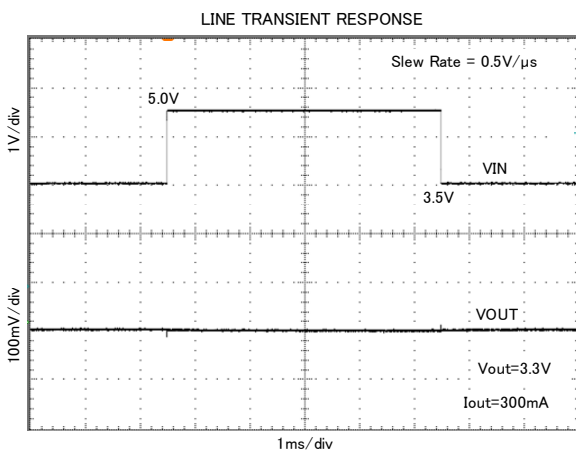 LINE TRANSIENT RESPONSE
Slew Rate = 0.5V/μs
5.0V
1V/div
VIN
3.5V
VOUT
100mV/div
Vout=3.3V
Iout=300mA
1ms/div